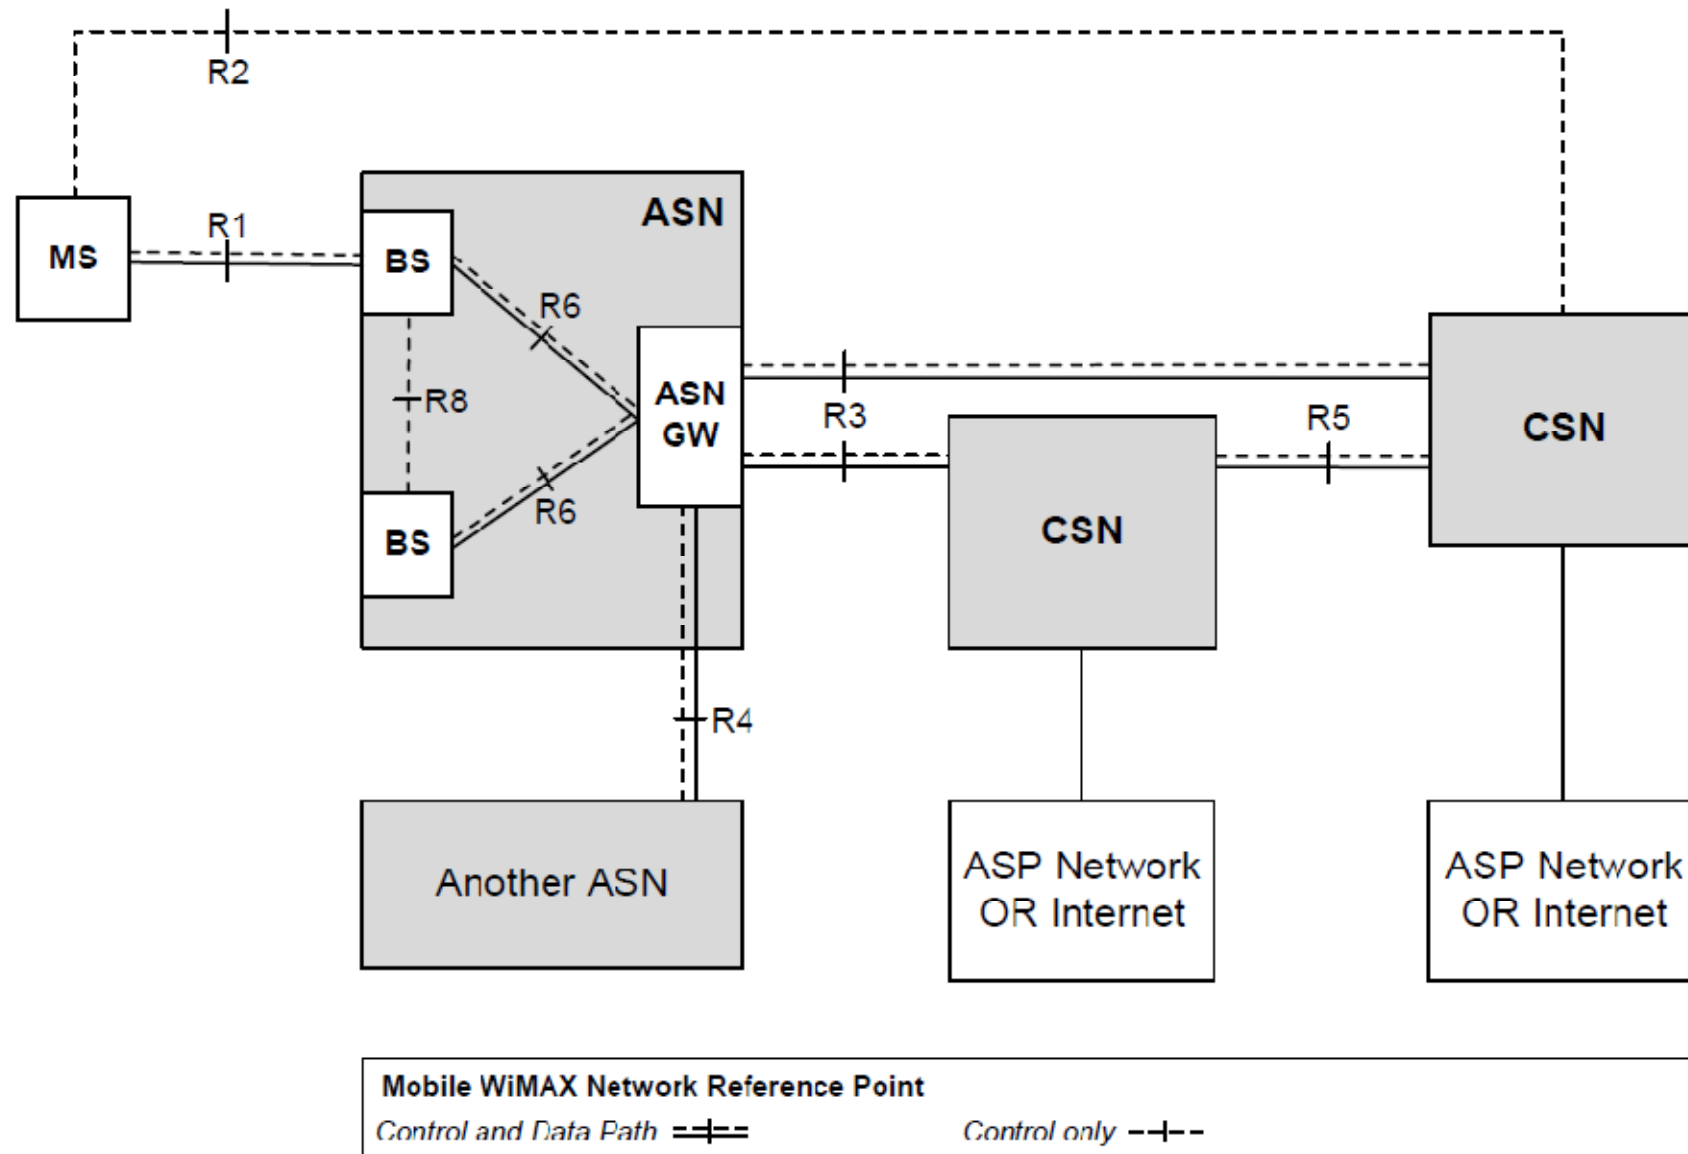 R2
ASN
MS
R1
BS
R6
ASN
GW
R8
R3
R5
CSN
R6
BS
CSN
R4
Another ASN
ASP Network
OR Internet
ASP Network
OR Internet
Mobile WiMAX Network Reference Point
Control and Data Path
Control only